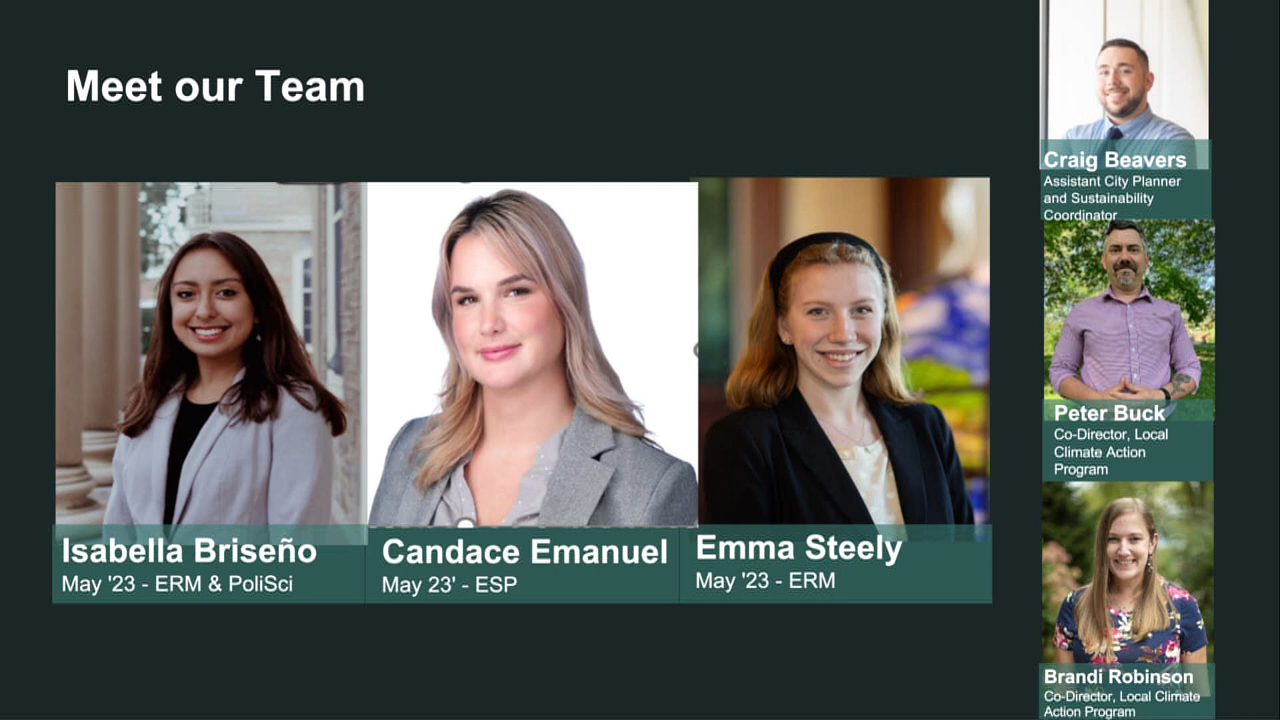 Meet our Team
Isabella Briseño
May '23 - ERM & PoliSci
Candace Emanuel
May 23' - ESP
Emma Steely
May '23 - ERM
Craig Beavers
Assistant City Planner
and Sustainability
Coordinator
Peter Buck
Co-Director, Local
Climate Action
Program
Brandi Robinson
Co-Director, Local Climate
Action Program